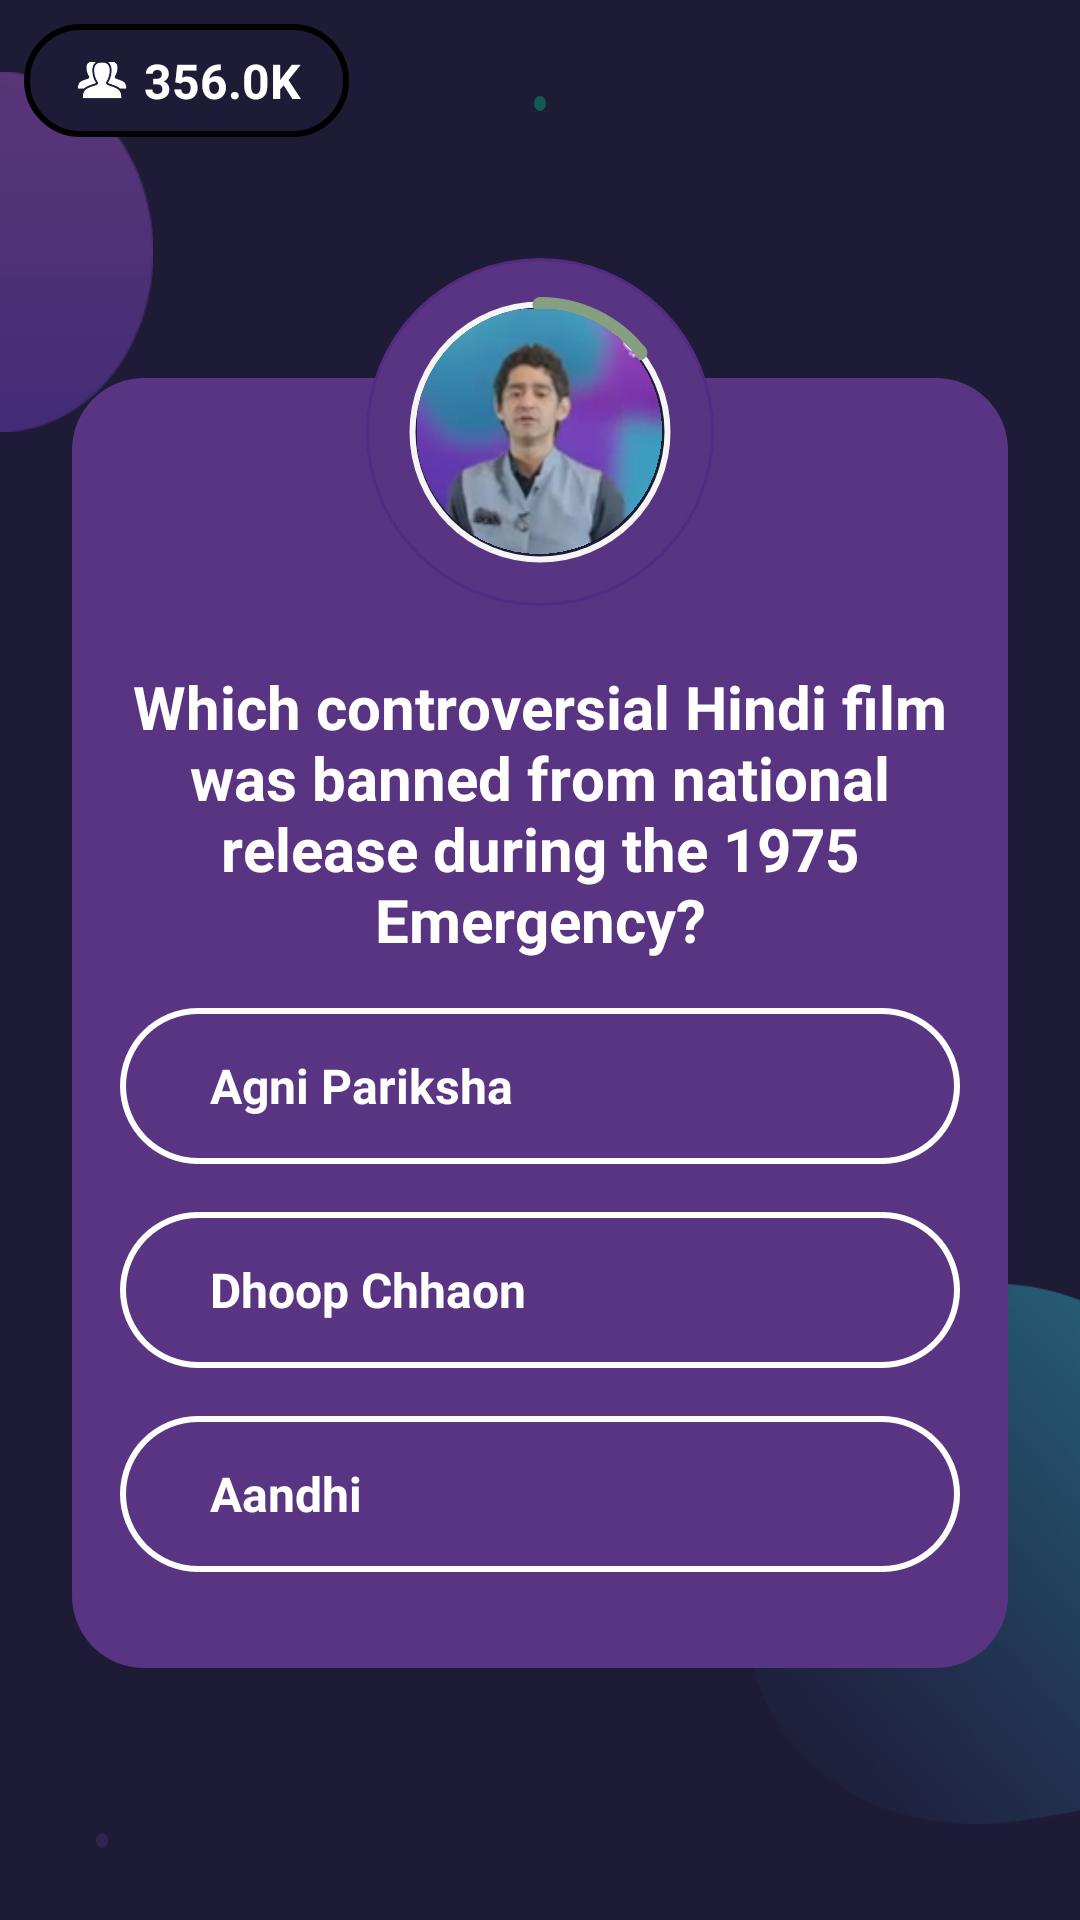 356.0K
Which controversial Hindi film
was banned from national
release during the 1975
Emergency?
Agni Pariksha
Dhoop Chhaon
Aandhi